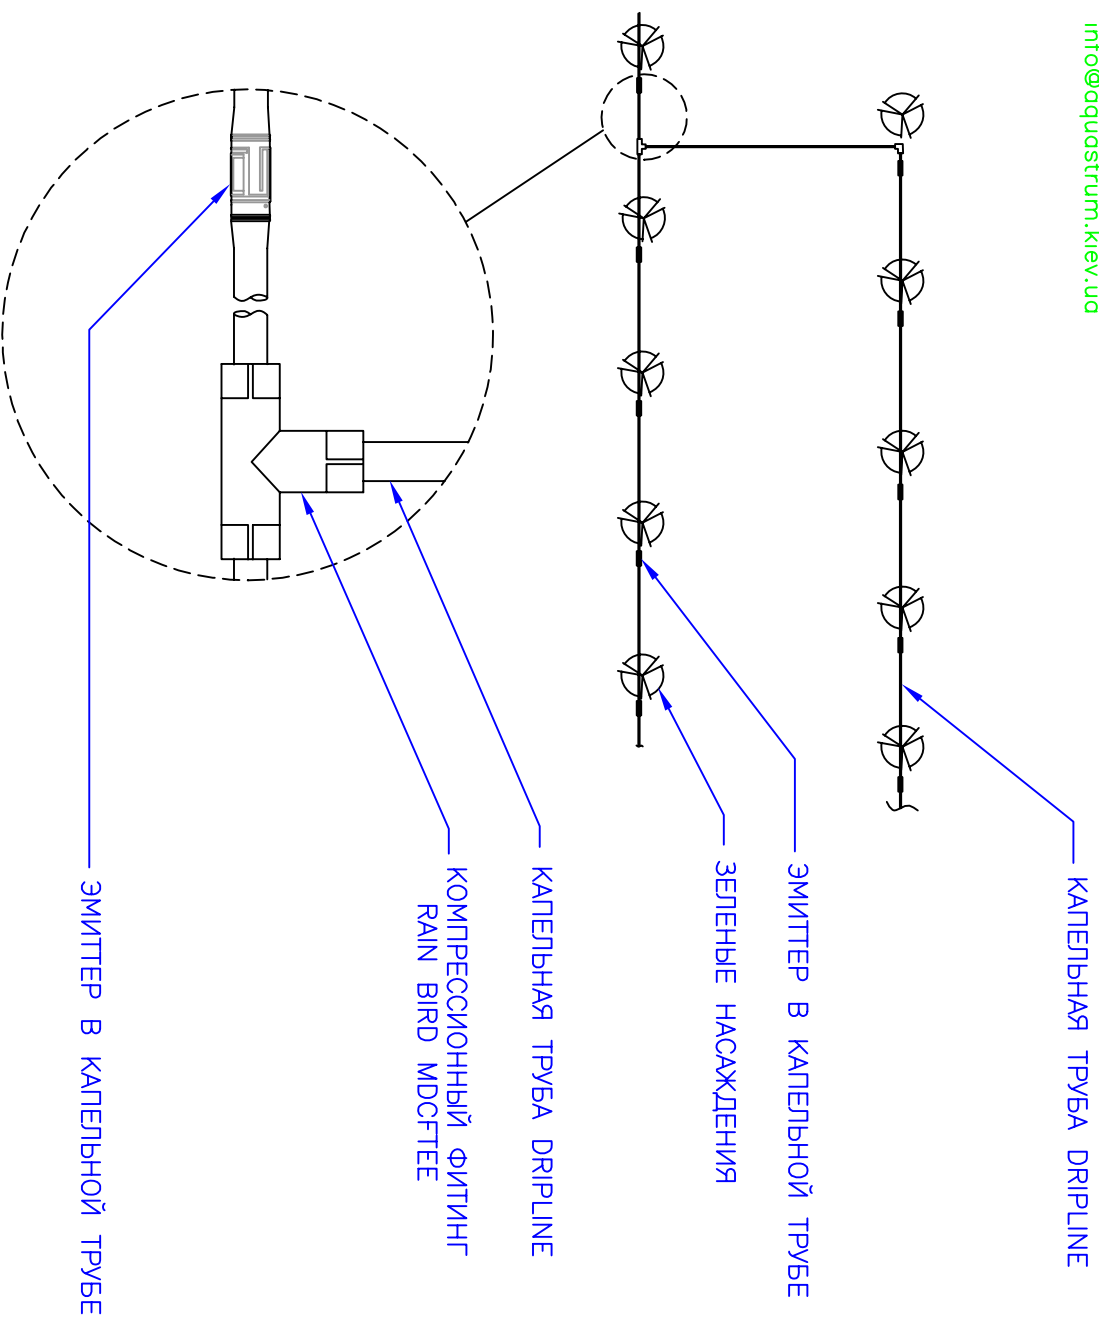 info@aquastrum.kiev.ua
КАПЕЛЬНАЯ ТРУБА DRIPLINE
ЭМИТТЕР В КАПЕЛЬНОЙ ТРУБЕ
ЗЕЛЕНЫЕ НАСАЖДЕНИЯ
КАПЕЛЬНАЯ ТРУБА DRIPLINE
КОМПРЕССИОННЫЙ ФИТИНГ
RAIN BIRD MDCFTEE
ЭМИТТЕР В КАПЕЛЬНОЙ ТРУБЕ